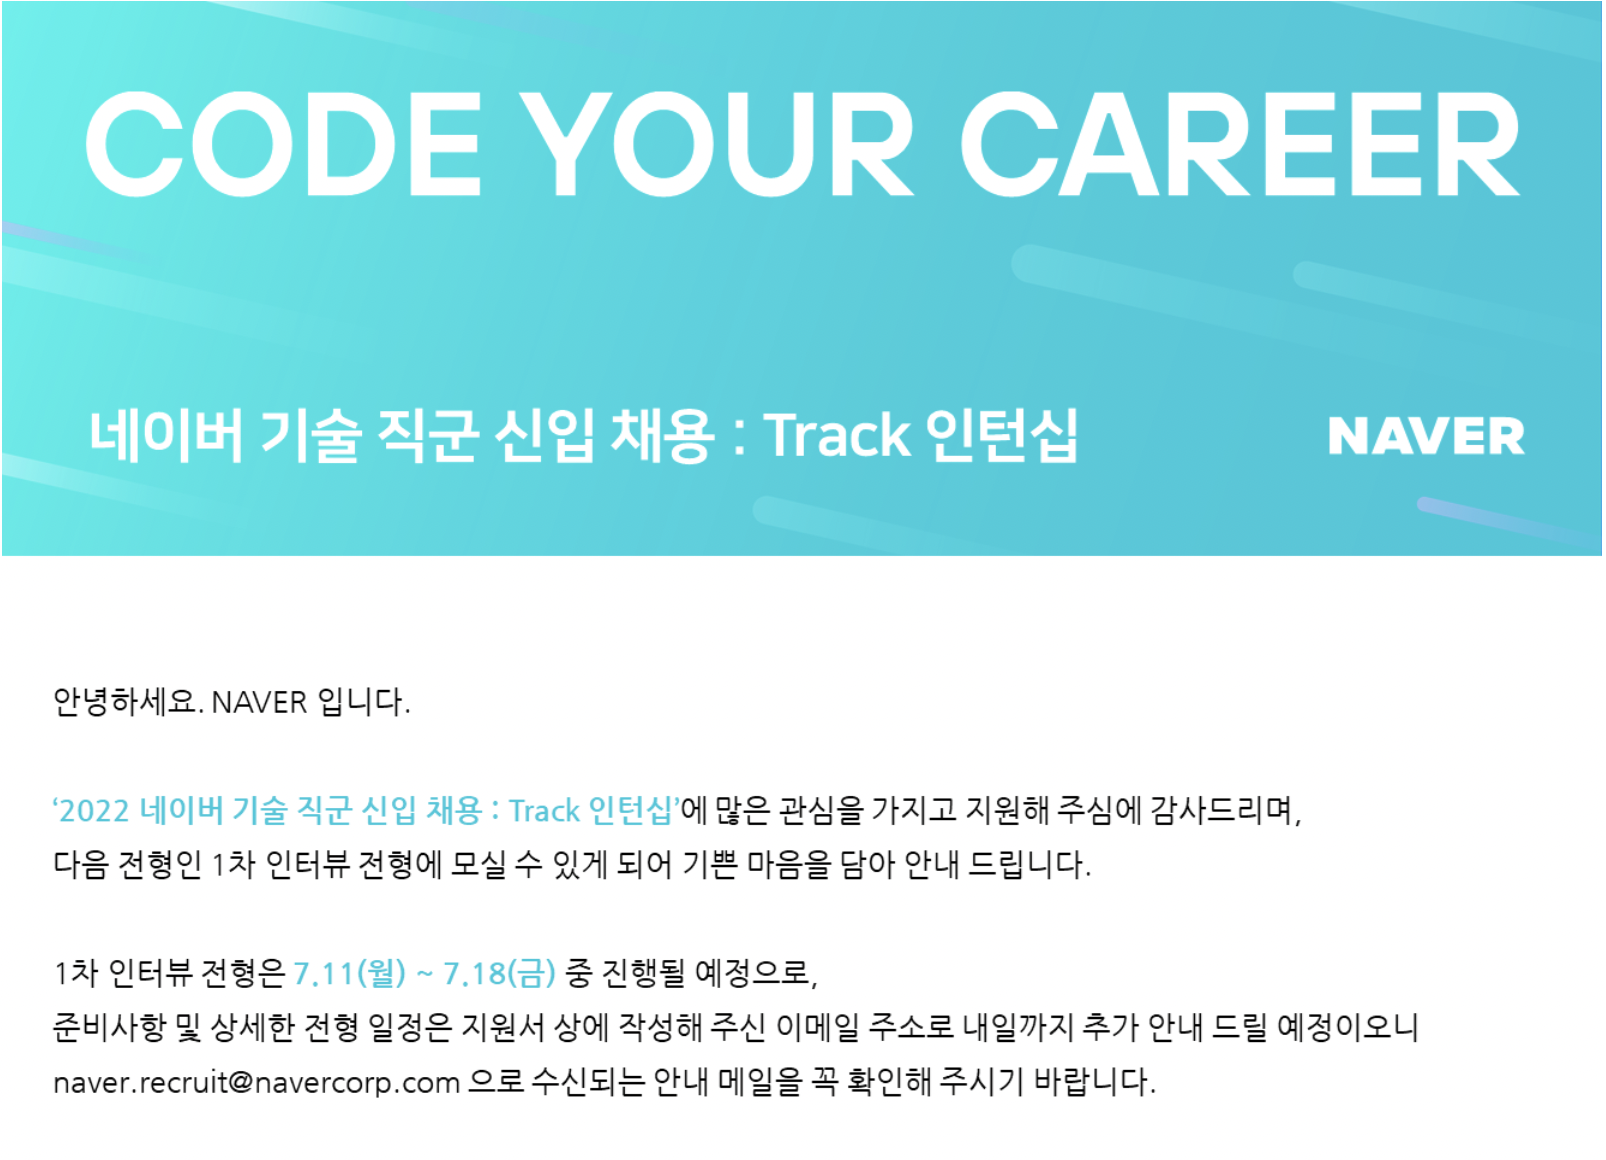 CODE YOUR CAREER
네이버 기술 직군 신입 채용 : Track 인턴십
NAVER
안녕하세요. NAVER 입니다.
‘2022 네이버 기술 직군 신입 채용 : Track 인턴십’에 많은 관심을 가지고 지원해 주심에 감사드리며,
다음 전형인 1차 인터뷰 전형에 모실 수 있게 되어 기쁜 마음을 담아 안내 드립니다.
1차 인터뷰 전형은 7.11(월) ~ 7.18(금) 중 진행될 예정으로,
준비사항 및 상세한 전형 일정은 지원서 상에 작성해 주신 이메일 주소로 내일까지 추가 안내 드릴 예정이오니
naver.recruit@navercorp.com 으로 수신되는 안내 메일을 꼭 확인해 주시기 바랍니다.